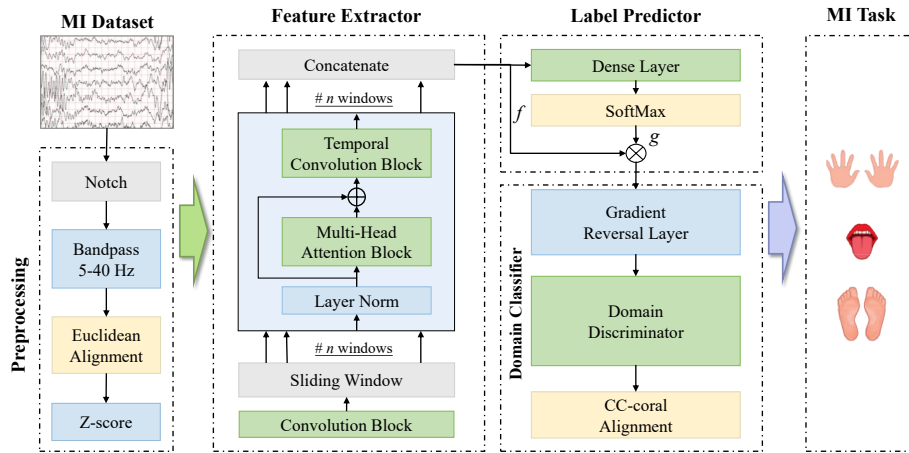 MI Dataset
Feature Extractor
Label Predictor
MI Task
Preprocessing
Notch
Bandpass
5-40 Hz
Euclidean
Alignment
Z-score
Concatenate
# n windows
Temporal
Convolution Block
Multi-Head
Attention Block
Layer Norm
# n windows
Sliding Window
Convolution Block
Dense Layer
SoftMax
f
g
Domain Classifier
Gradient
Reversal Layer
Domain
Discriminator
CC-coral
Alignment